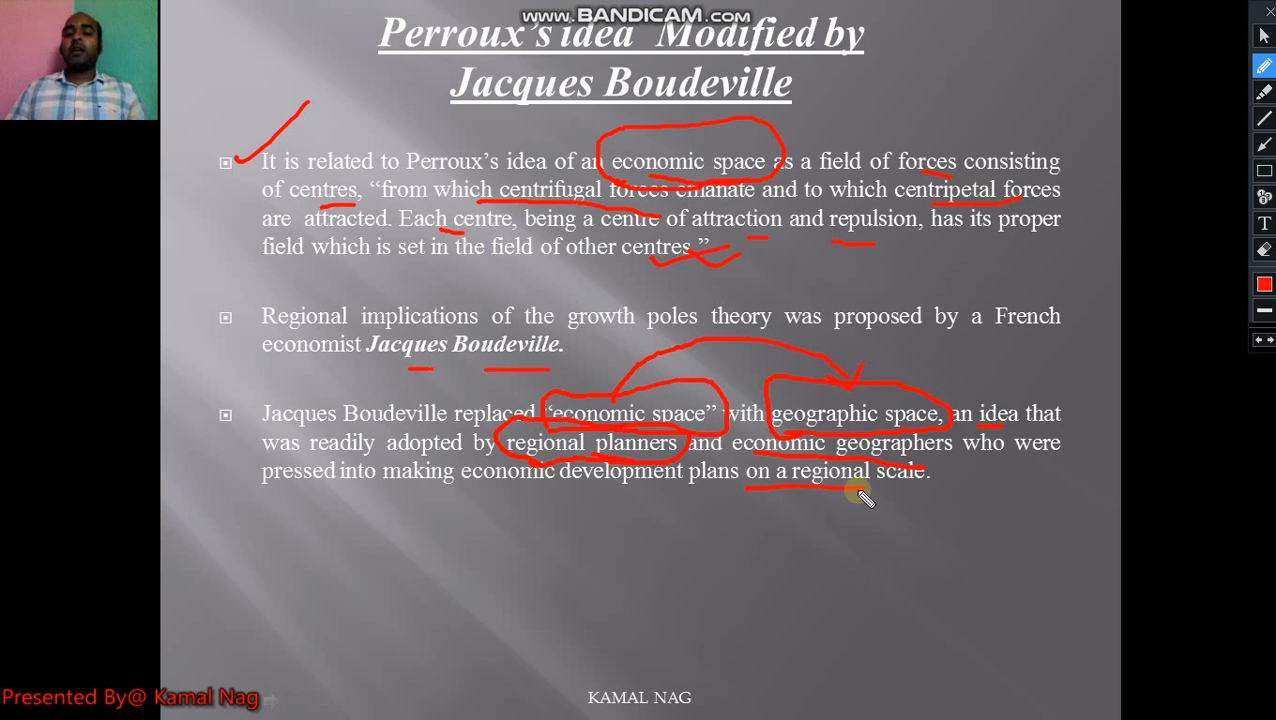 www.BANDICAM.com
Perroux's idea Modified by
Jacques Boudeville
It is related to Perroux's idea of an economic space as a field of forces consisting
of centres, “from which centrifugal forces emanate and to which centripetal forces
are attracted. Each centre, being a centre of attraction and repulsion, has its proper
field which is set in the field of other centres.”
Regional implications of the growth poles theory was proposed by a French
economist Jacques Boudeville.
Jacques Boudeville replaced “economic space” with geographic space, an idea that
was readily adopted by regional planners and economic geographers who were
pressed into making economic development plans on a regional scale.
Presented By@ Kamal Nag
KAMAL NAG
T